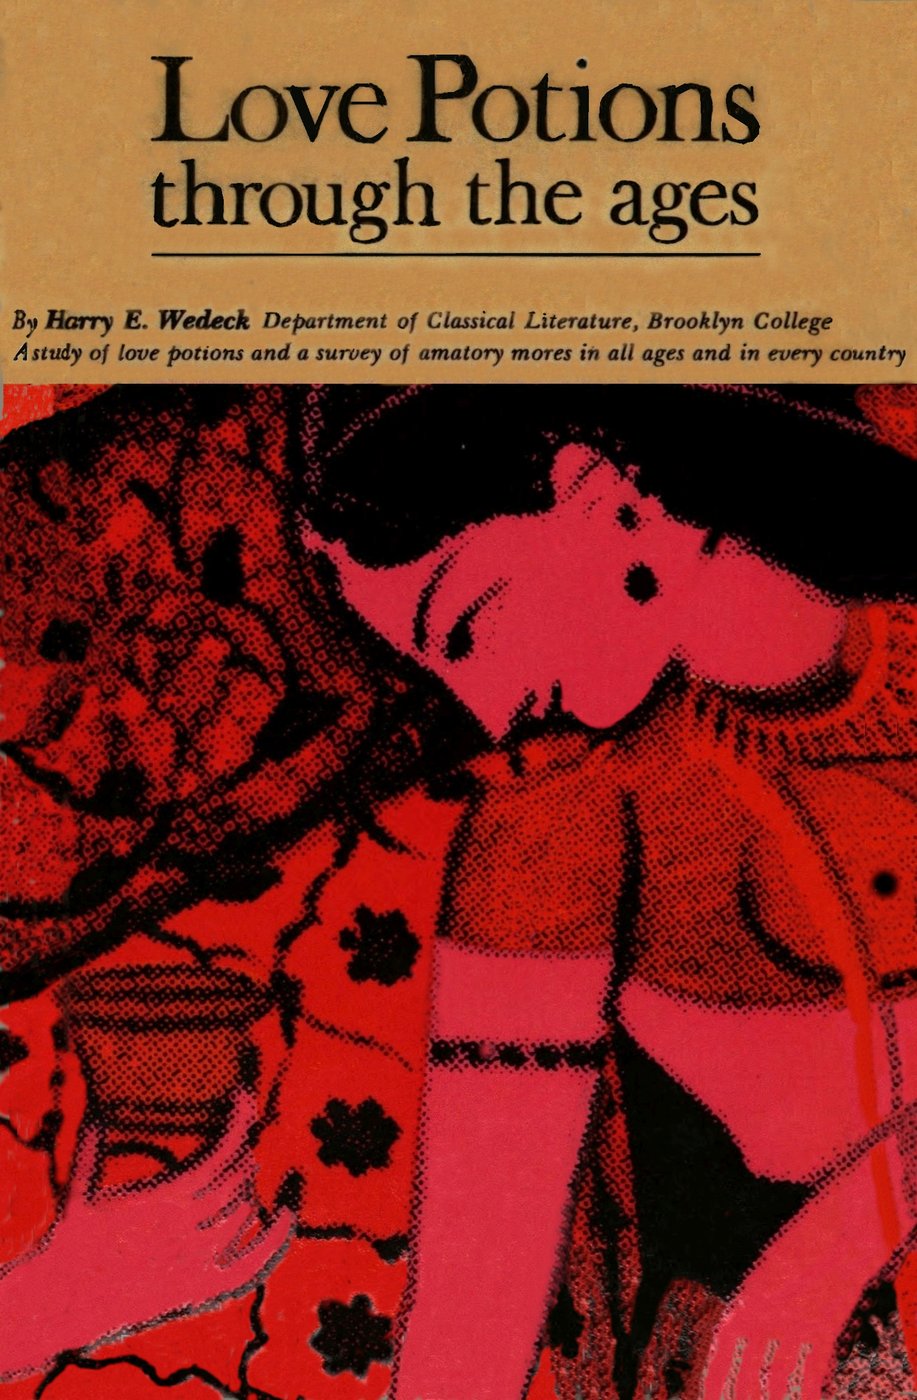 Love Potions
through the ages
By Harry E. Wedeck Department of Classical Literature, Brooklyn College
A study of love potions and a survey of amatory mores in all ages and in every country